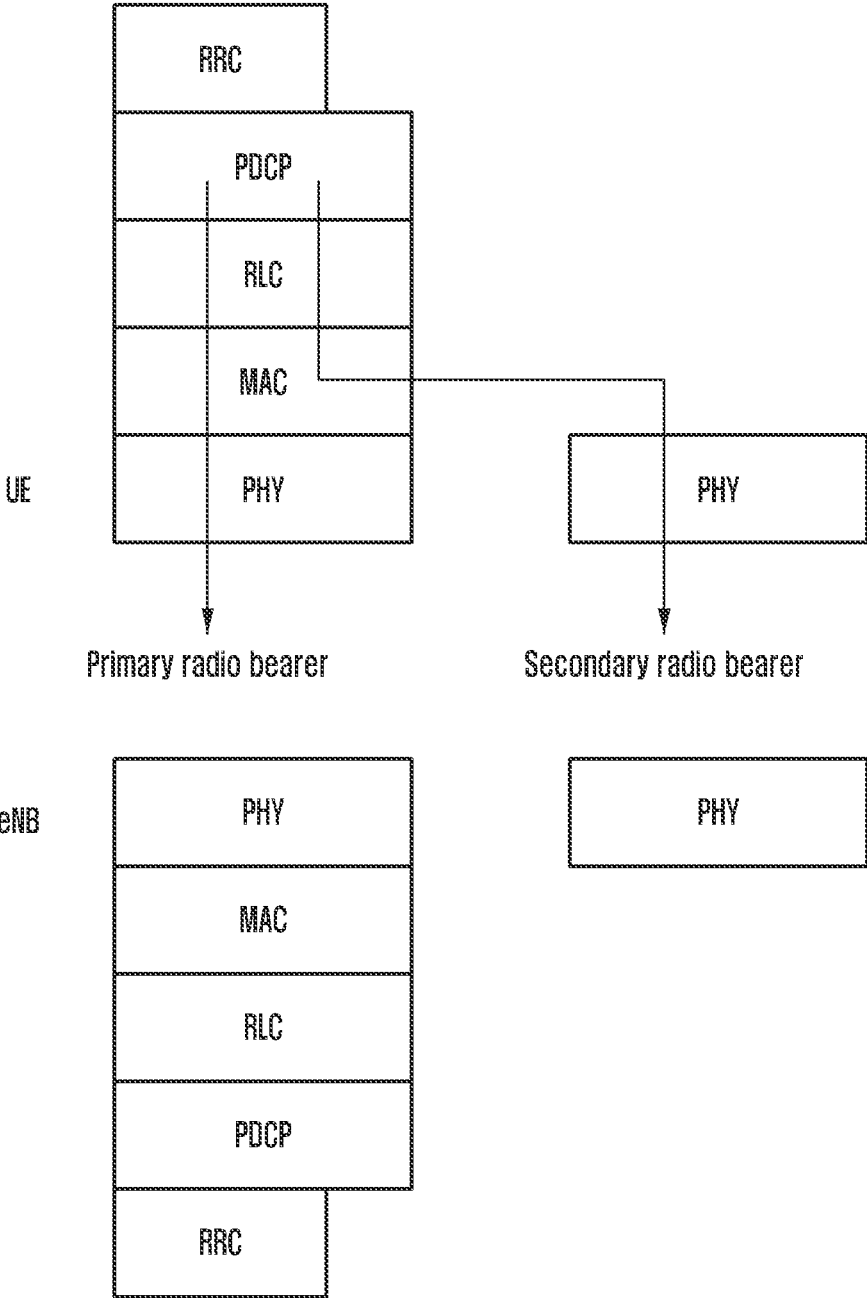 RRC
PDCP
RLC
MAC
UE
PHY
PHY
Primary radio bearer
Secondary radio bearer
eNB
PHY
PHY
MAC
RLC
PDCP
RRC